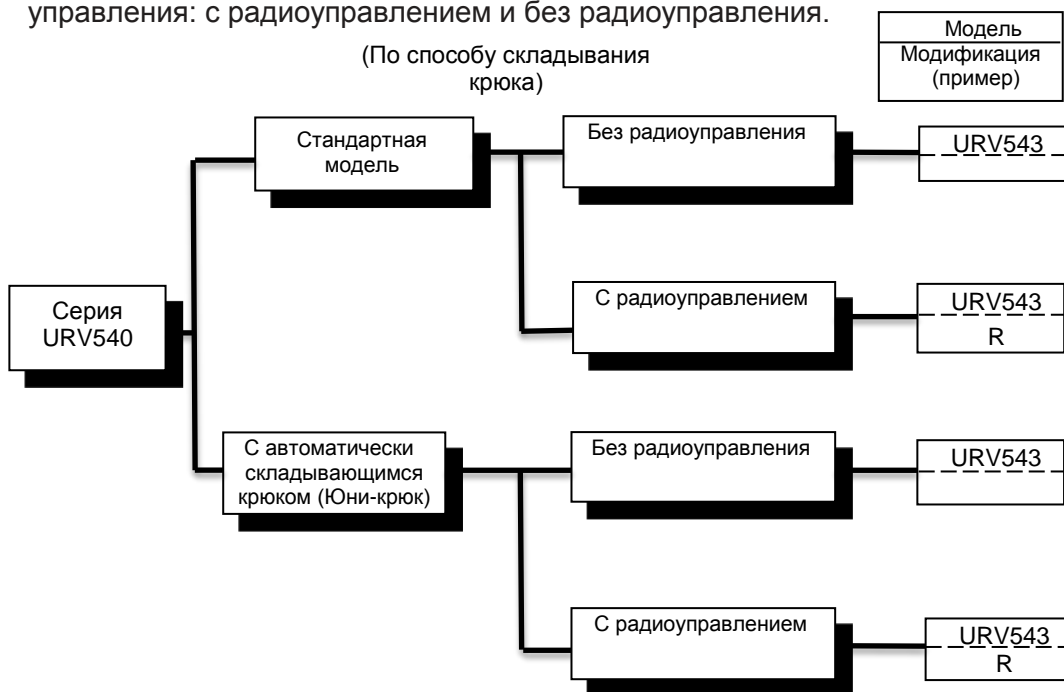 управления: с радиоуправлением и без радиоуправления.
(По способу складывания
крюка)
Модель
Модификация
(пример)
Стандартная
модель
Без радиоуправления
URV543
С радиоуправлением
URV543
R
Серия
URV540
С автоматически
складывающимся
крюком (Юни-крюк)
Без радиоуправления
URV543
С радиоуправлением
URV543
R